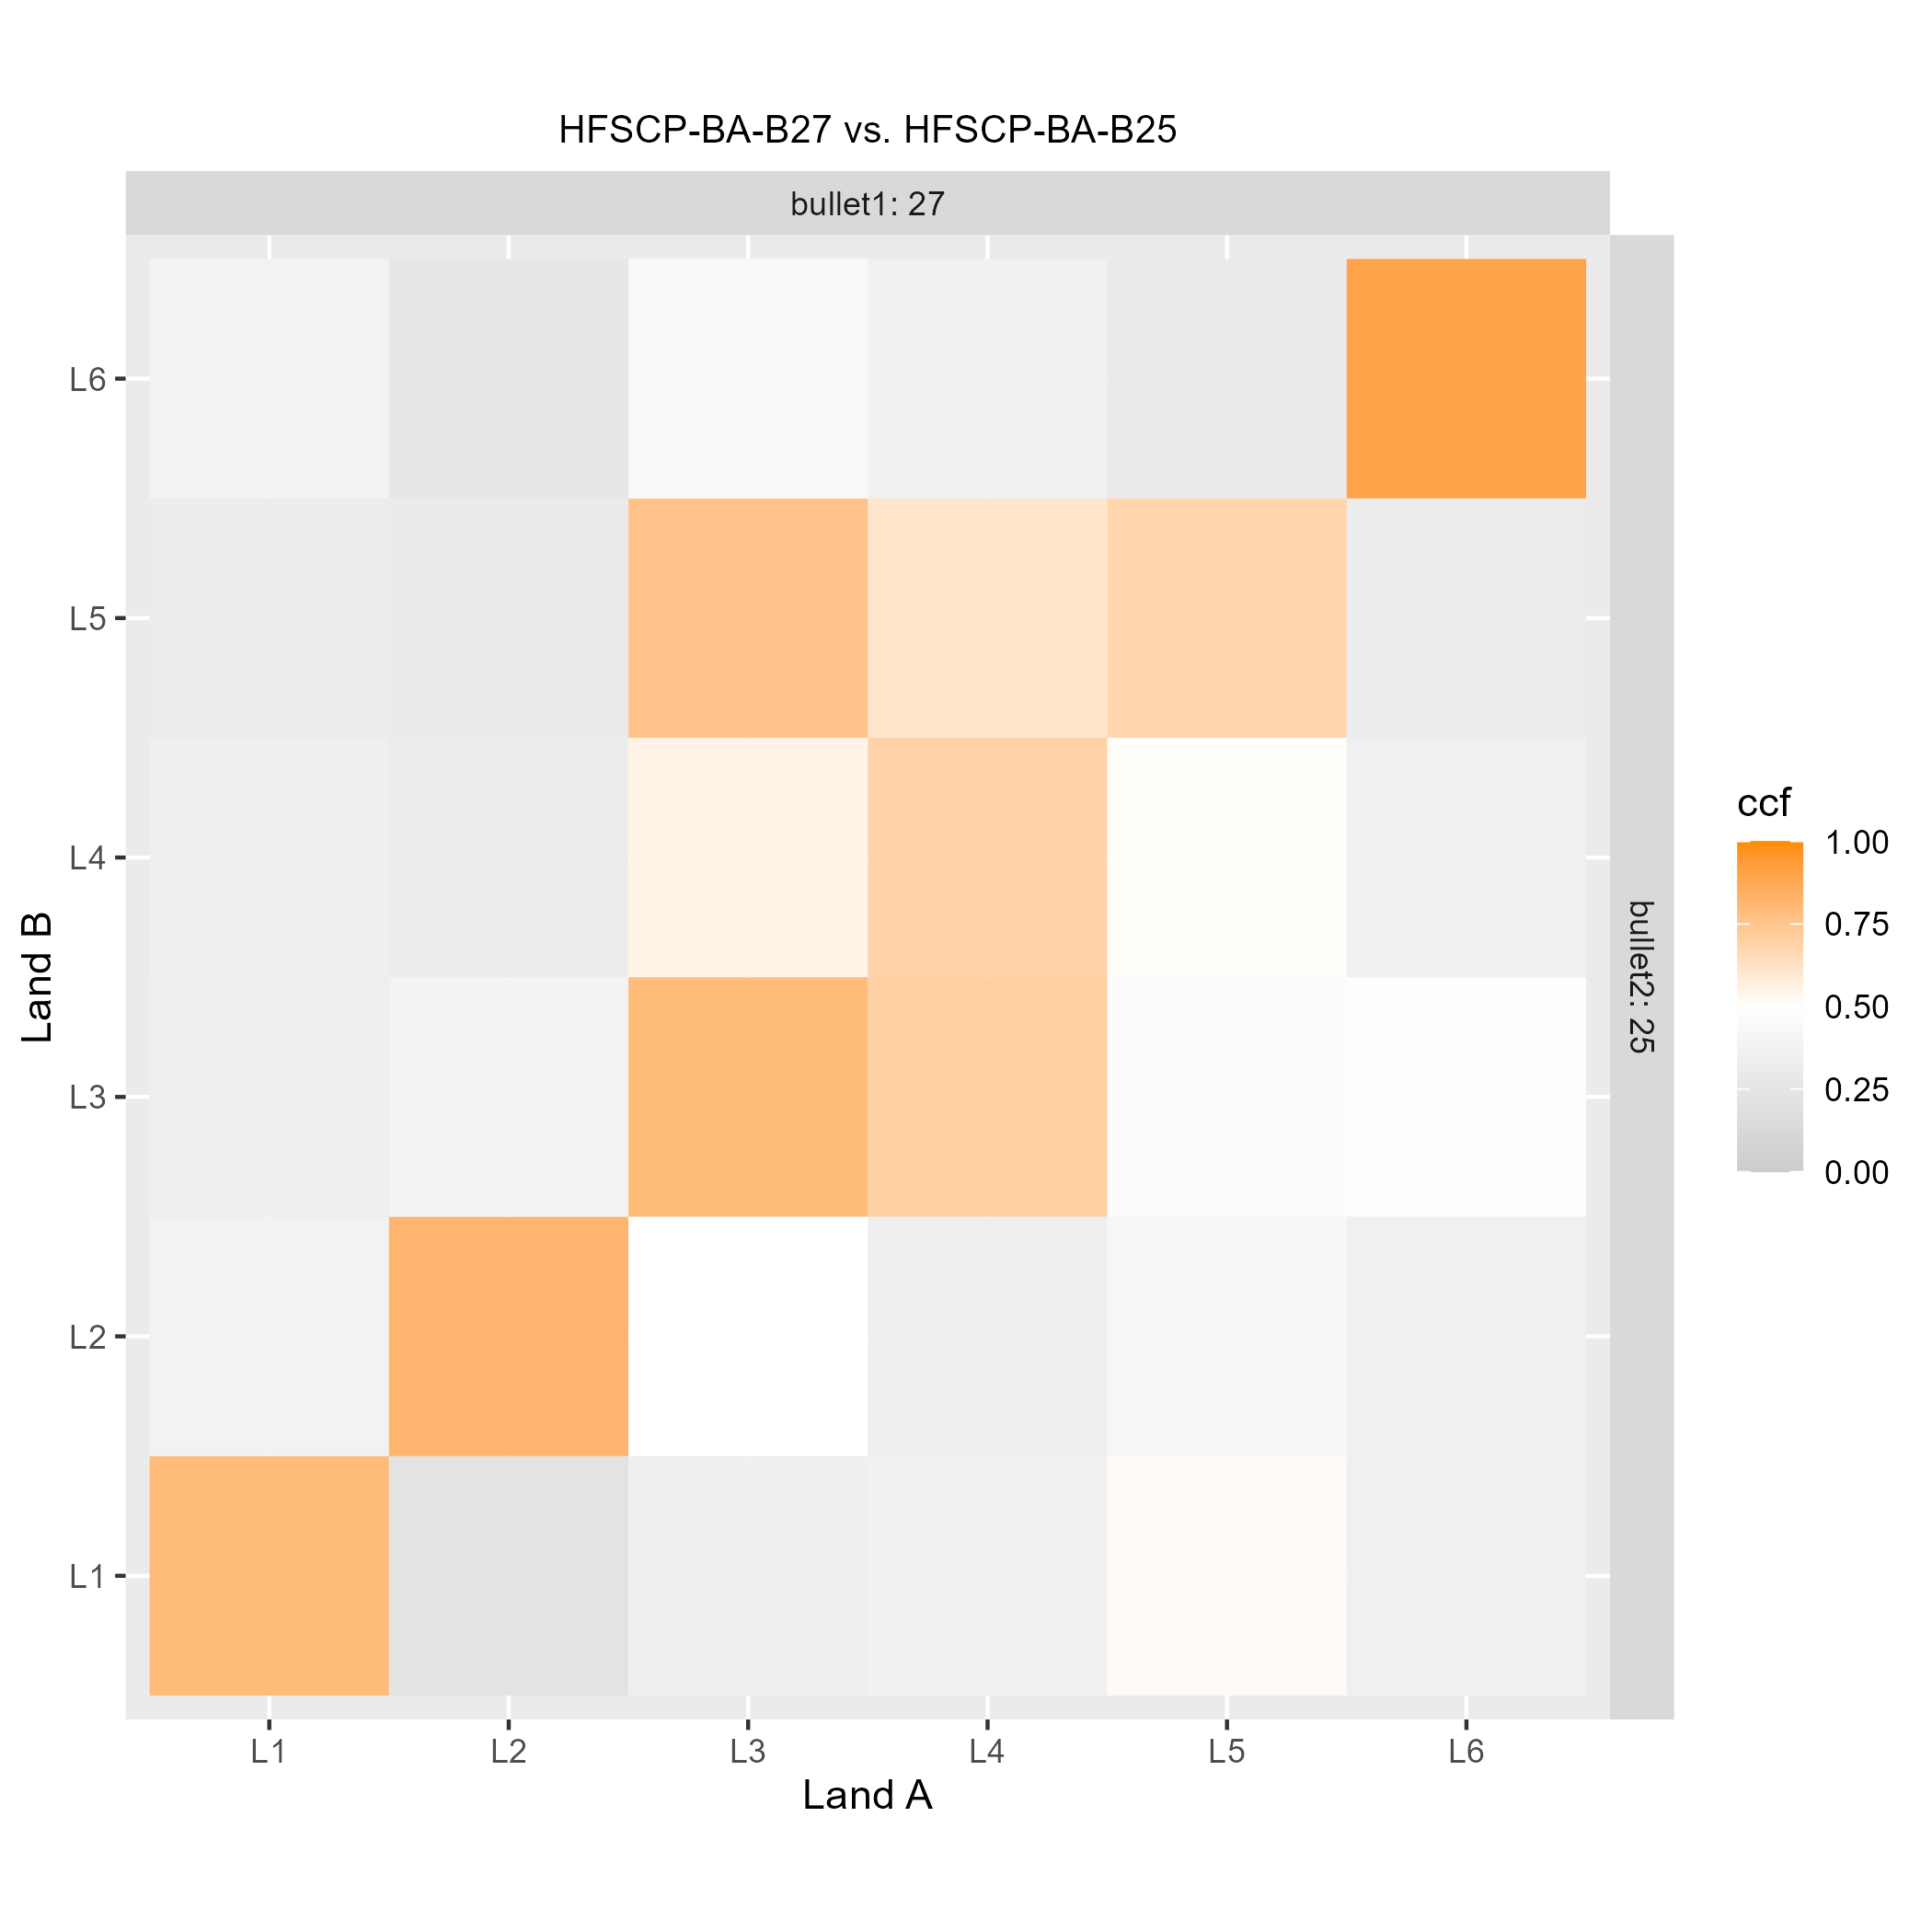 HFSCP-BA-B27 vs. HFSCP-BA-B25
bullet1: 27
L6
L5
L4
L3
L2
L1
Land B
L1 L2 L3 L4 L5 L6
Land A
bullet2: 25
ccf
1.00
0.75
0.50
0.25
0.00